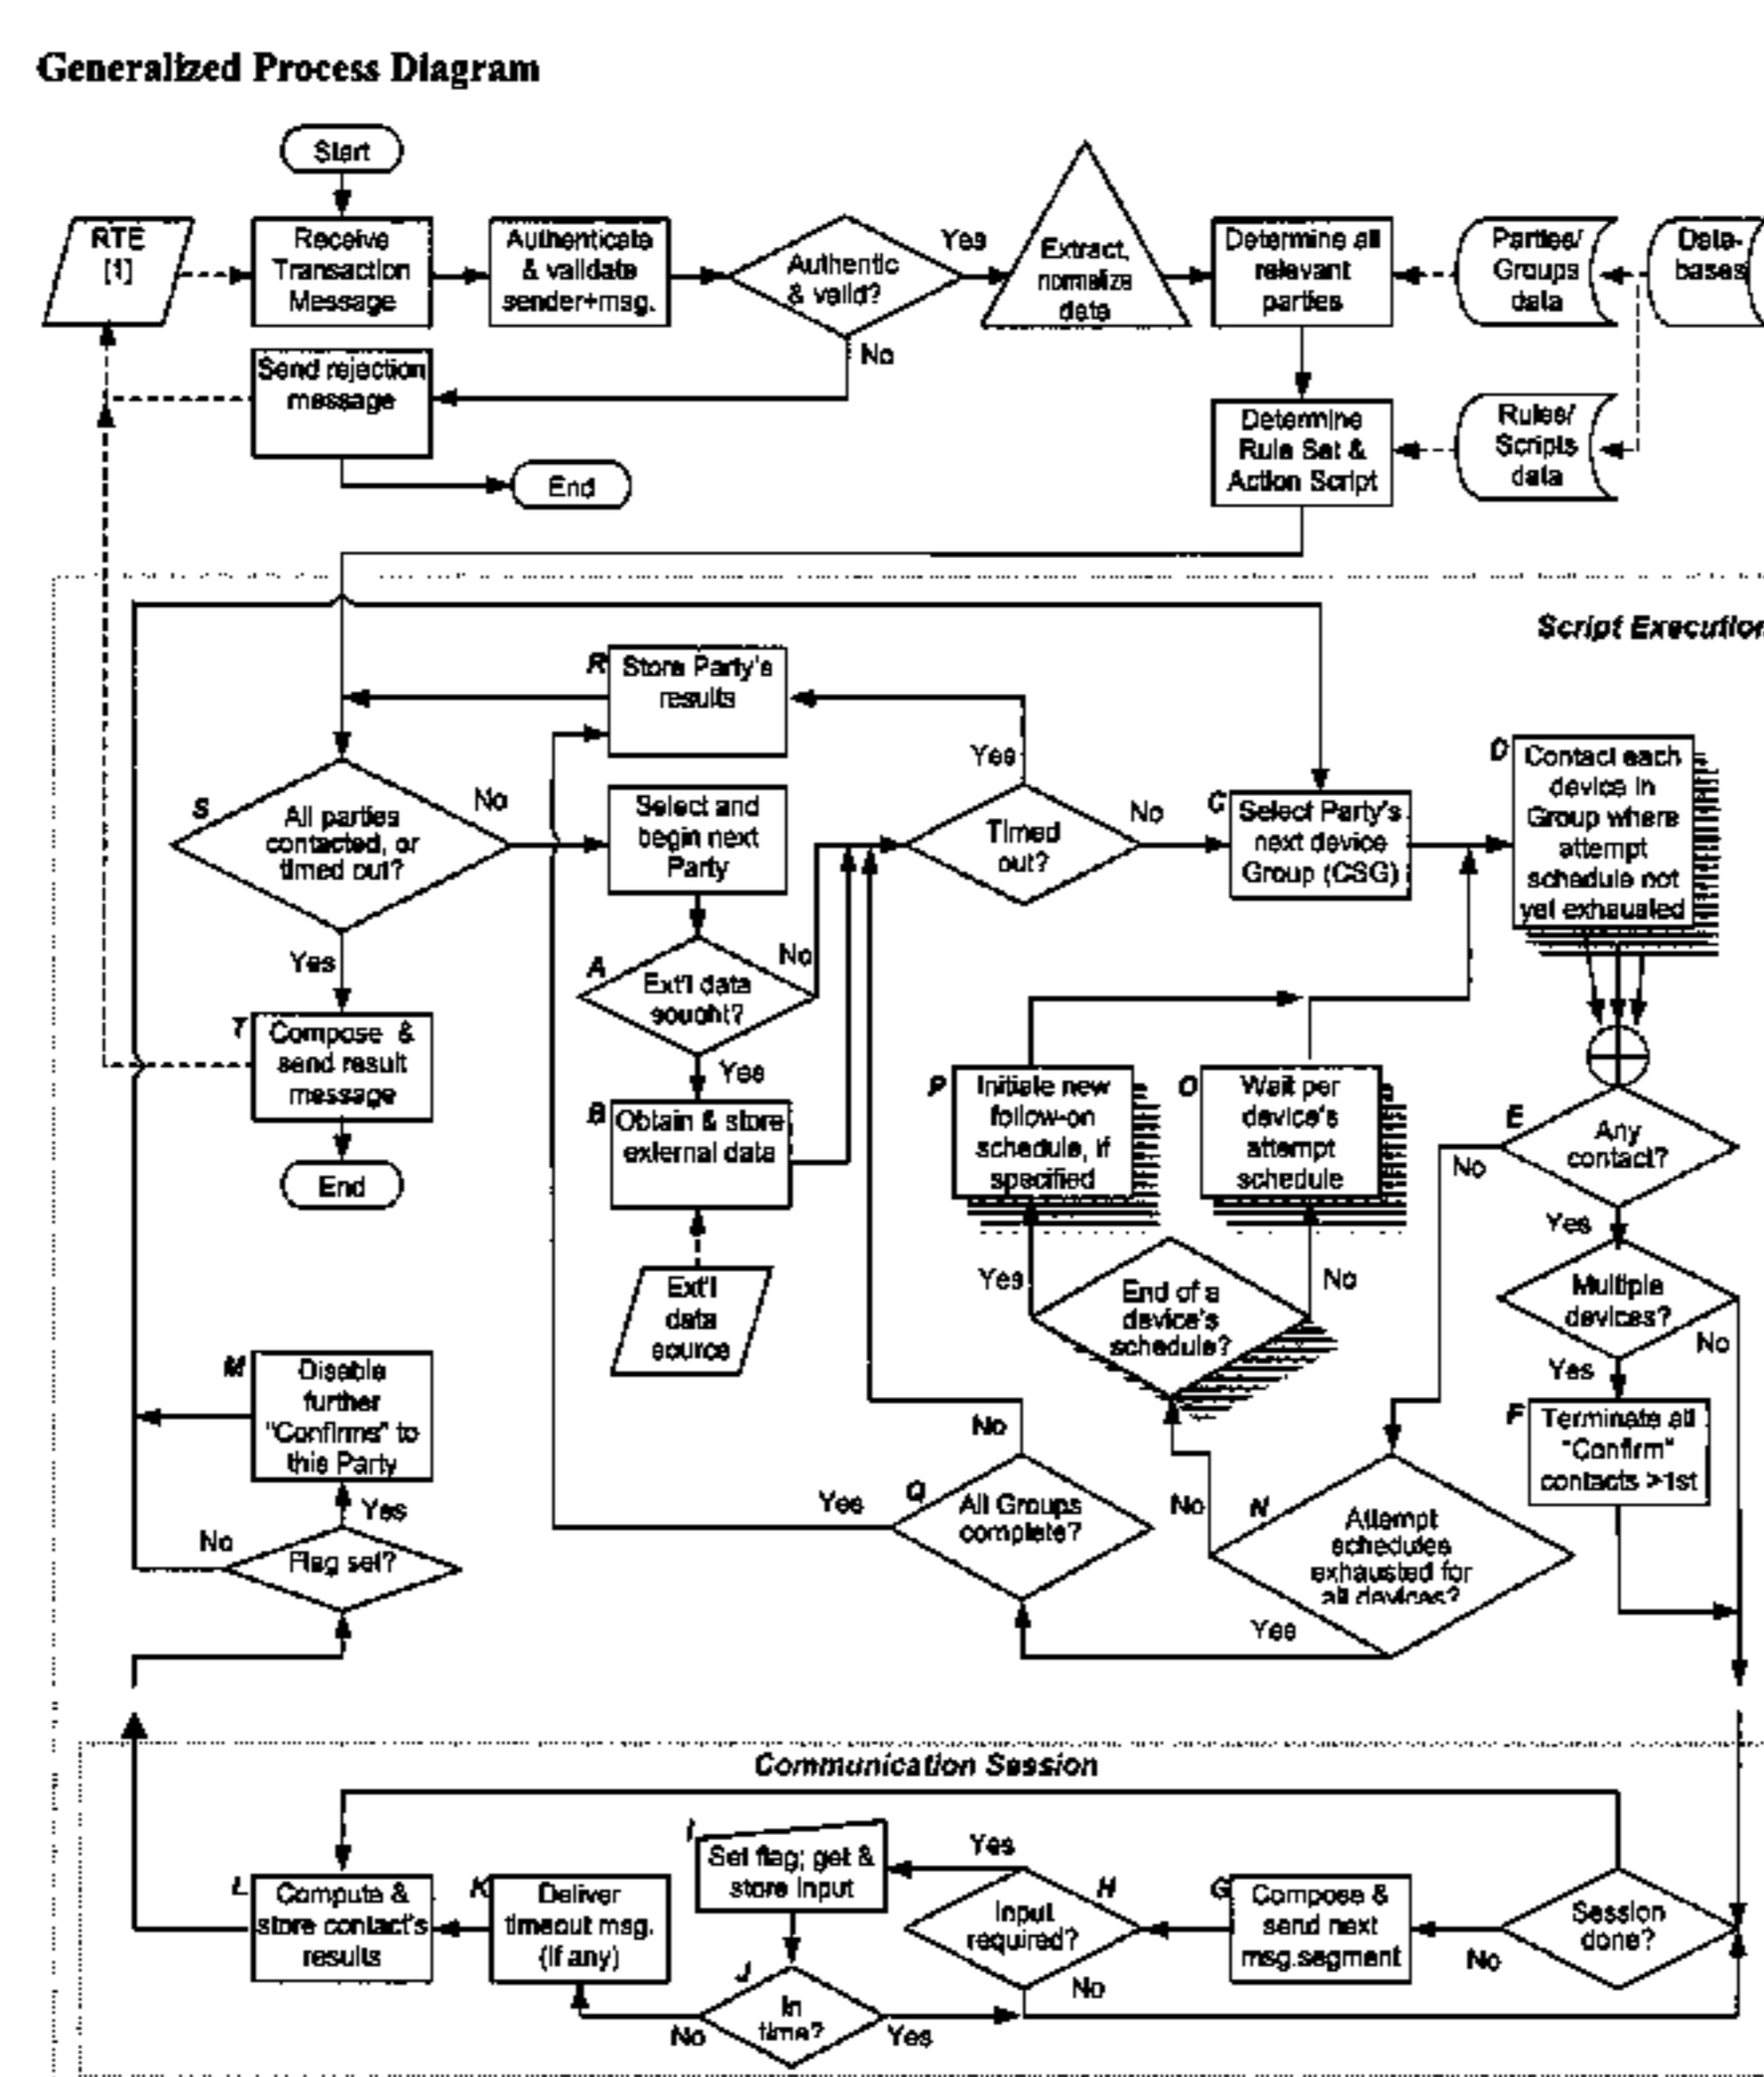 Generalized Process Diagram
Start
RTE
[1]
Receive
Transaction
Message
Authenticate
& validate
sender+msg.
Authentic
& valid?
Yes
No
Extract,
normalize
data
Determine all
relevant
parties
Parties/
Groups
data
Data-
bases
Send rejection
message
End
Determine
Rule Set &
Action Script
Rules/
Scripts
data
Script Execution
R
Store Party's
results
S
All parties
contacted, or
timed out?
No
Yes
Select and
begin next
Party
Timed
out?
Yes
No
C
Select Party's
next device
Group (CSG)
D
Contact each
device in
Group where
attempt
schedule not
yet exhausted
A
Ext'l data
sought?
No
Yes
T
Compose &
send result
message
End
B
Obtain & store
external data
Ext'l
data
source
P
Initiate new
follow-on
schedule, if
specified
O
Wait per
device's
attempt
schedule
E
Any
contact?
No
Yes
Yes
End of a
device's
schedule?
No
Multiple
devices?
No
Yes
M
Disable
further
"Confirms" to
this Party
F
Terminate all
"Confirm"
contacts >1st
No
Yes
Q
All Groups
complete?
No
N
Attempt
schedules
exhausted for
all devices?
Yes
Yes
No
Flag set?
Communication Session
L
Compute &
store contact's
results
K
Deliver
timeout msg.
(if any)
I
Set flag; get &
store input
Yes
H
Input
required?
No
G
Compose &
send next
msg.segment
No
Session
done?
J
In
time?
No
Yes